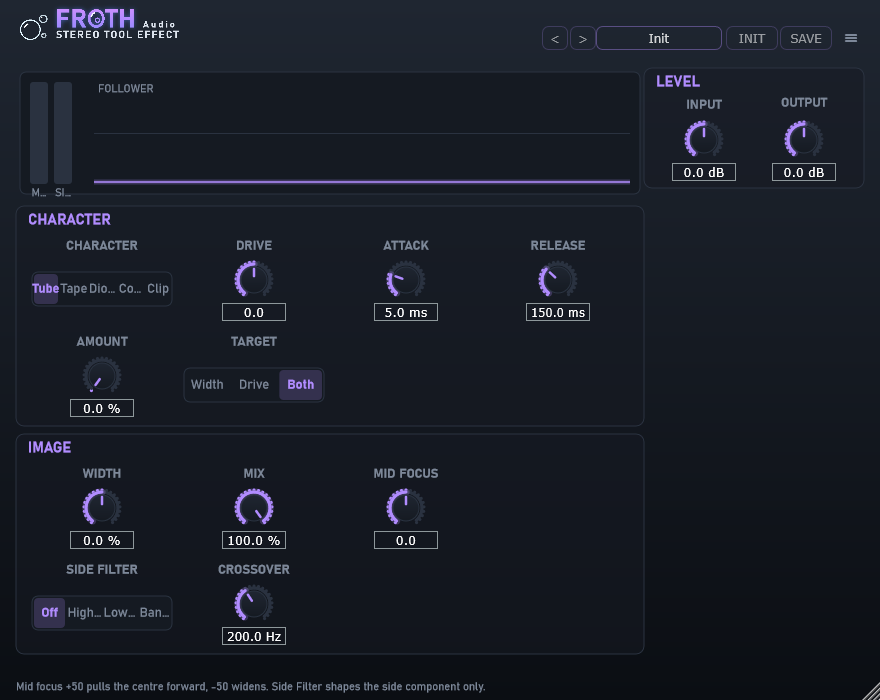 FROTH Audio
STEREO TOOL EFFECT
< > Init INIT SAVE
FOLLOWER
M... SI...
LEVEL
INPUT OUTPUT
0.0 dB 0.0 dB
CHARACTER
CHARACTER DRIVE ATTACK RELEASE
Tube Tape Dio... Co... Clip
0.0 5.0 ms 150.0 ms
AMOUNT TARGET
Width Drive Both
0.0 %
IMAGE
WIDTH MIX MID FOCUS
0.0 % 100.0 % 0.0
SIDE FILTER CROSSOVER
Off High... Low... Ban...
200.0 Hz
Mid focus +50 pulls the centre forward, -50 widens. Side Filter shapes the side component only.